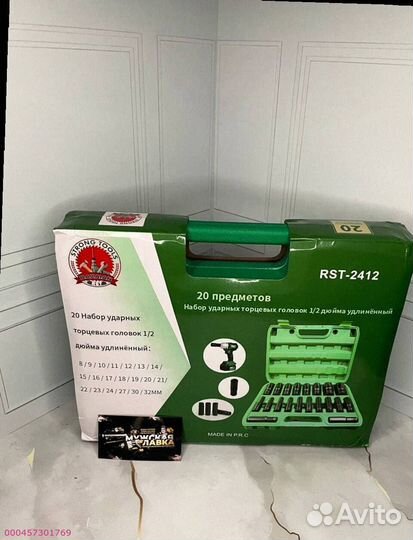 STRONG TOOLS
20
RST-2412
20 предметов
Набор ударных торцевых головок 1/2 дюйма удлинённый
20 Набор ударных
торцевых головок 1/2
дюйма удлинённый:
8 / 9 / 10 / 11 / 12 / 13 / 14 /
15 / 16 / 17 / 18 / 19 / 20 / 21/
22 / 23 / 24 / 27 / 30 / 32MM
МУЖСКАЯ
ЛАВКА
MADE IN P.R.C
000457301769
Avito